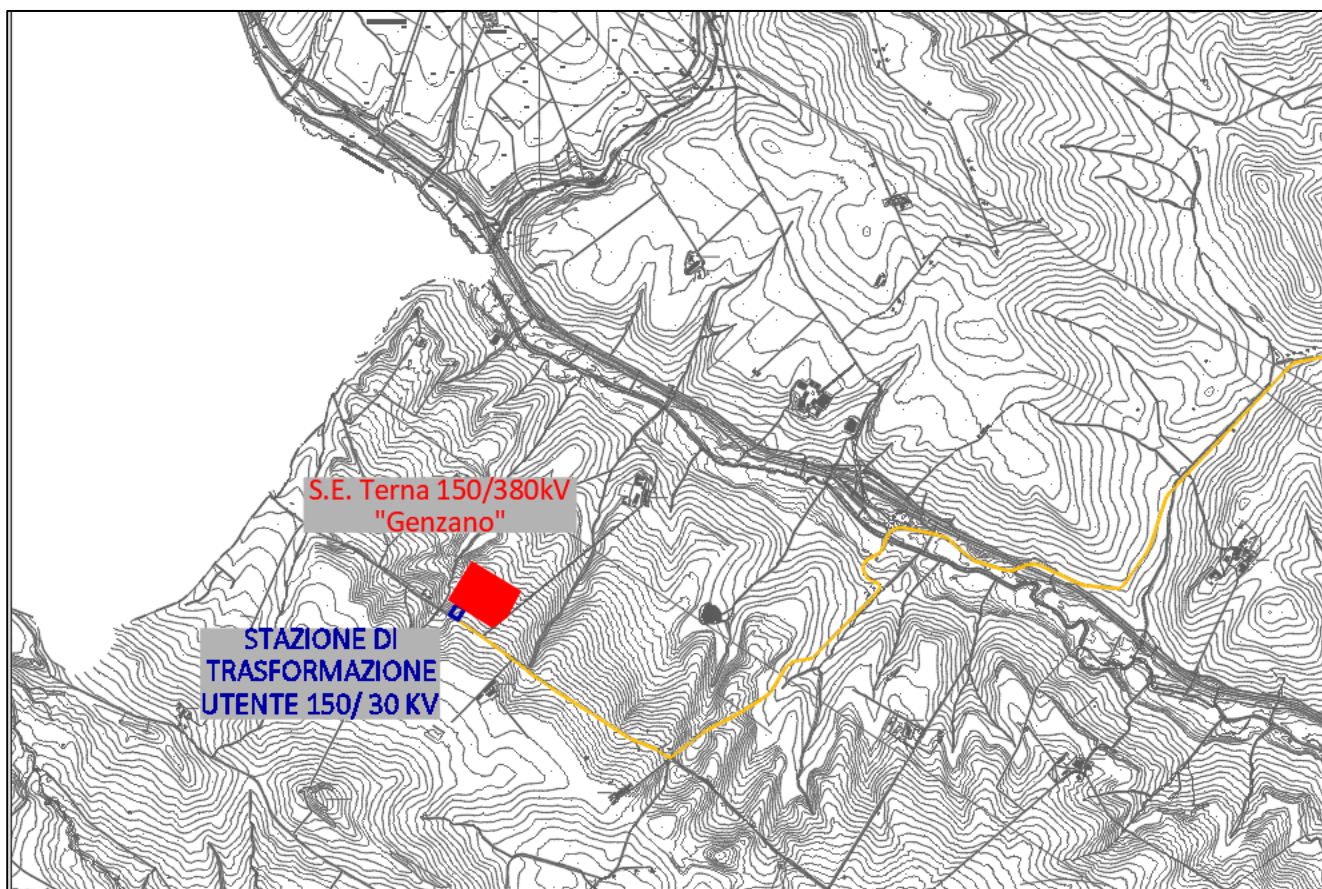 S.E. Terna 150/380kV
"Genzano"
STAZIONE DI
TRASFORMAZIONE
UTENTE 150/ 30 KV